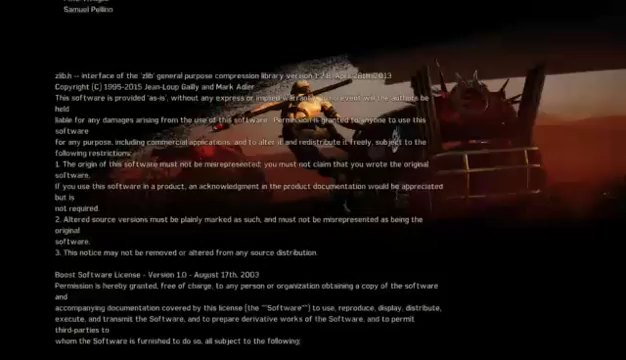 Samuel Pellino
zlib.h -- interface of the 'zlib' general purpose compression library version 1.2.8, April 28th, 2013
Copyright (C) 1995-2015 Jean-Loup Gailly and Mark Adler
This software is provided 'as-is', without any express or implied warranty. In no event will the authors be
held
liable for any damages arising from the use of this software. Permission is granted to anyone to use this
software
for any purpose, including commercial applications, and to alter it and redistribute it freely, subject to the
following restrictions:
1. The origin of this software must not be misrepresented; you must not claim that you wrote the original
software.
If you use this software in a product, an acknowledgment in the product documentation would be appreciated
but is
not required.
2. Altered source versions must be plainly marked as such, and must not be misrepresented as being the
original
software.
3. This notice may not be removed or altered from any source distribution.
Boost Software License - Version 1.0 - August 17th, 2003
Permission is hereby granted, free of charge, to any person or organization obtaining a copy of the software
and
accompanying documentation covered by this license (the ""Software"") to use, reproduce, display, distribute,
execute, and transmit the Software, and to prepare derivative works of the Software, and to permit
third-parties to
whom the Software is furnished to do so, all subject to the following: